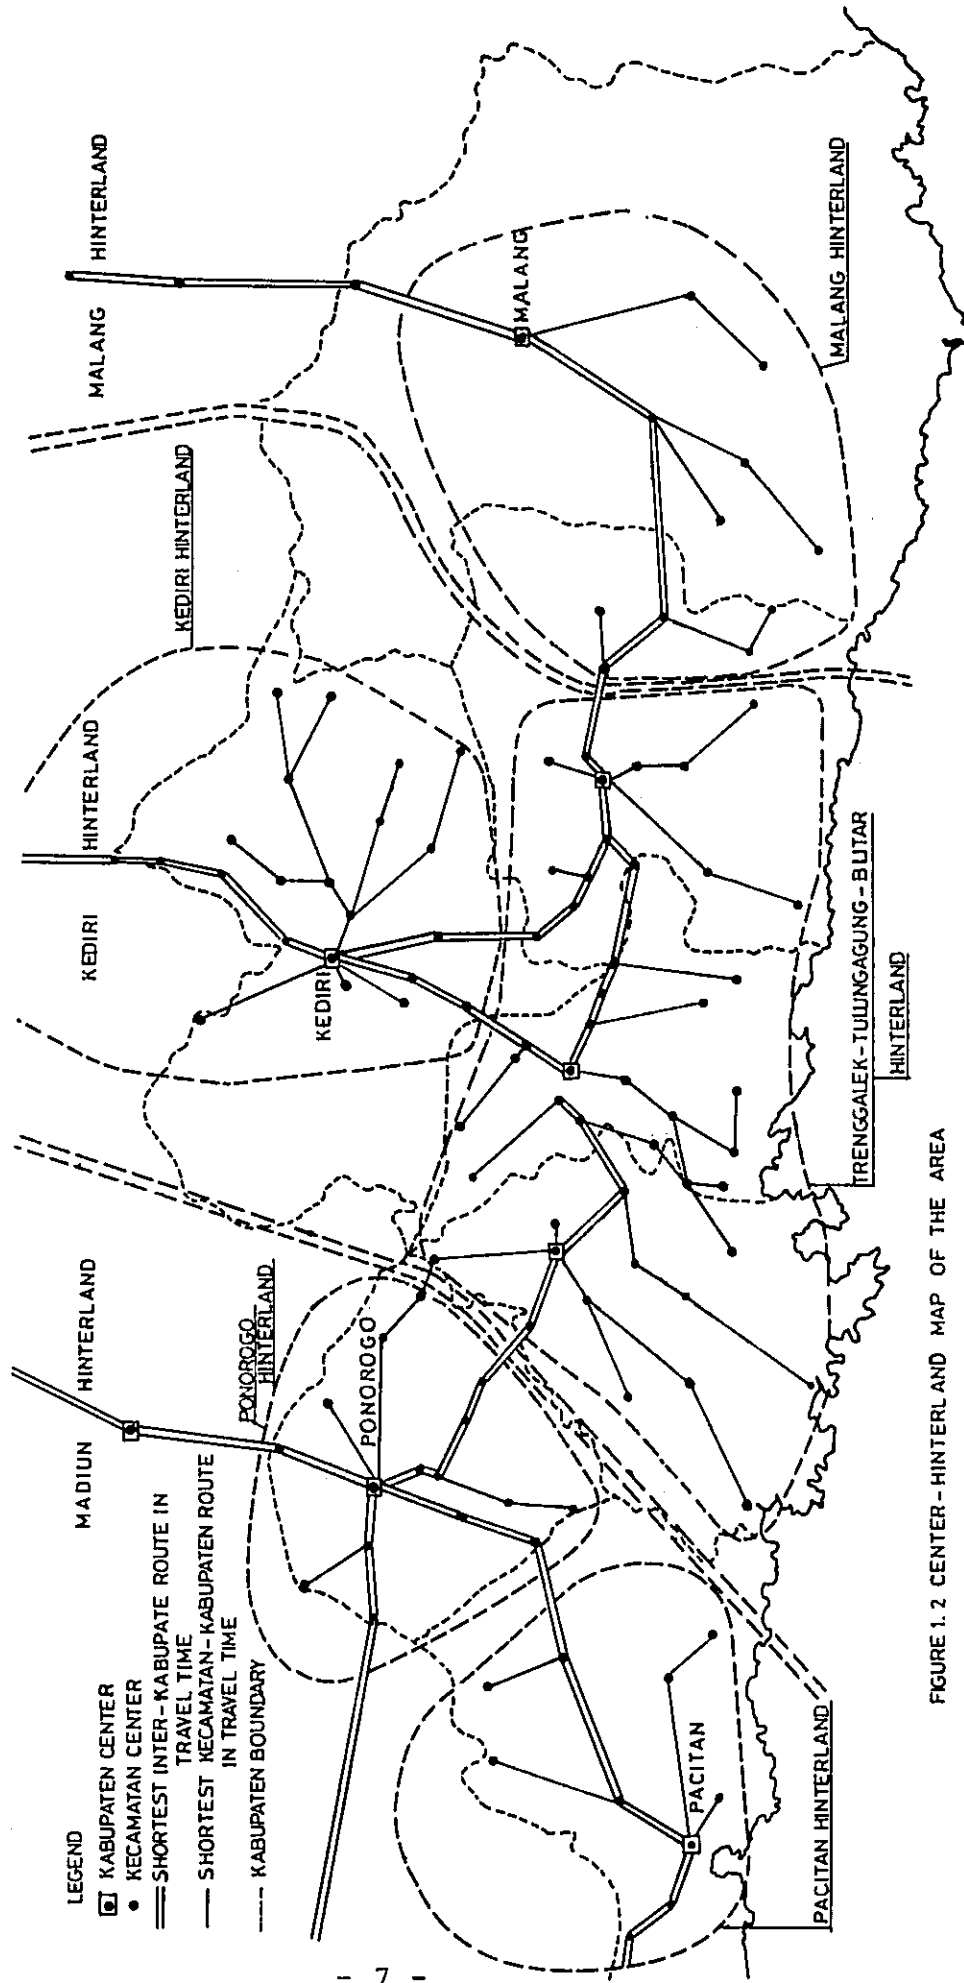 LEGEND
KABUPATEN CENTER
KECAMATAN CENTER
SHORTEST INTER-KABUPATE ROUTE IN
TRAVEL TIME
SHORTEST KECAMATAN-KABUPATEN ROUTE
IN TRAVEL TIME
KABUPATEN BOUNDARY
MADIUN HINTERLAND
KEDIRI HINTERLAND
MALANG HINTERLAND
PONOROGO
HINTERLAND
KEDIRI HINTERLAND
PONOROGO
KEDIRI
MALANG
PACITAN
PACITAN HINTERLAND
TRENGGALEK-TULUNGAGUNG-BLITAR
HINTERLAND
MALANG HINTERLAND
FIGURE 1.2 CENTER-HINTERLAND MAP OF THE AREA
- 7 -